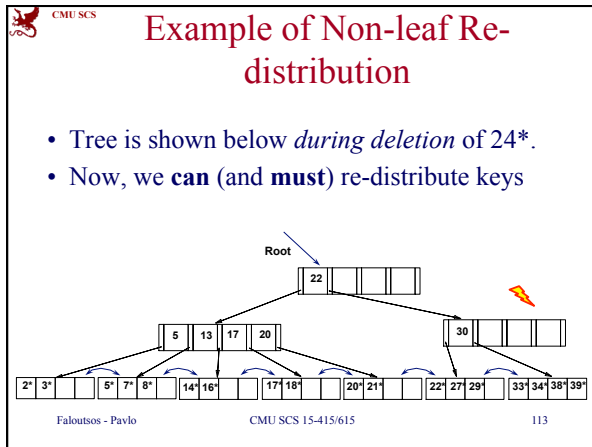 CMU SCS
Example of Non-leaf Re-
distribution
• Tree is shown below during deletion of 24*.
• Now, we can (and must) re-distribute keys
Root
22
5 13 17 20
30
2* 3* 5* 7* 8* 14* 16* 17* 18* 20* 21* 22* 27* 29* 33* 34* 38* 39*
Faloutsos - Pavlo CMU SCS 15-415/615 113